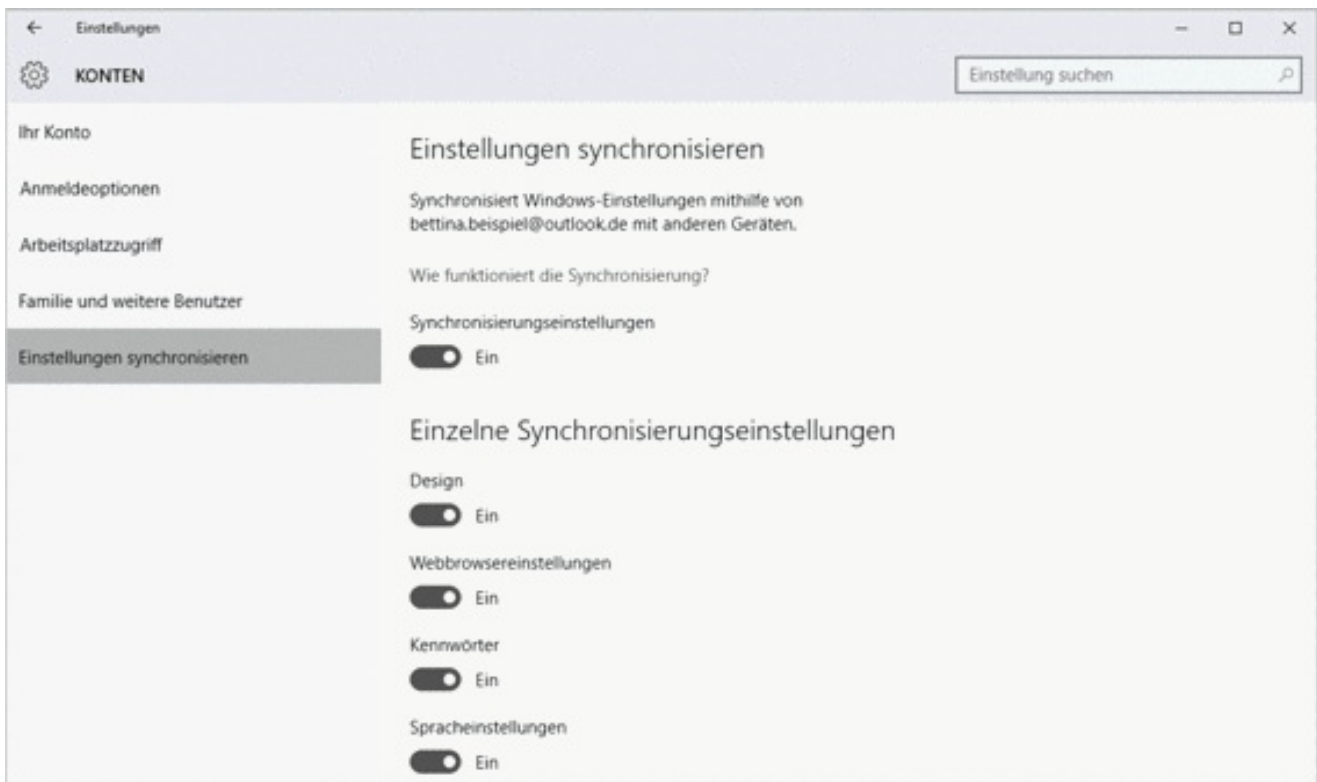 Einstellungen
KONTEN
Einstellung suchen
Ihr Konto
Anmeldeoptionen
Arbeitsplatzzugriff
Familie und weitere Benutzer
Einstellungen synchronisieren
Einstellungen synchronisieren
Synchronisiert Windows-Einstellungen mithilfe von
bettina.beispiel@outlook.de mit anderen Geräten.
Wie funktioniert die Synchronisierung?
Synchronisierungseinstellungen
Ein
Einzelne Synchronisierungseinstellungen
Design
Ein
Webbrowsereinstellungen
Ein
Kennwörter
Ein
Spracheinstellungen
Ein